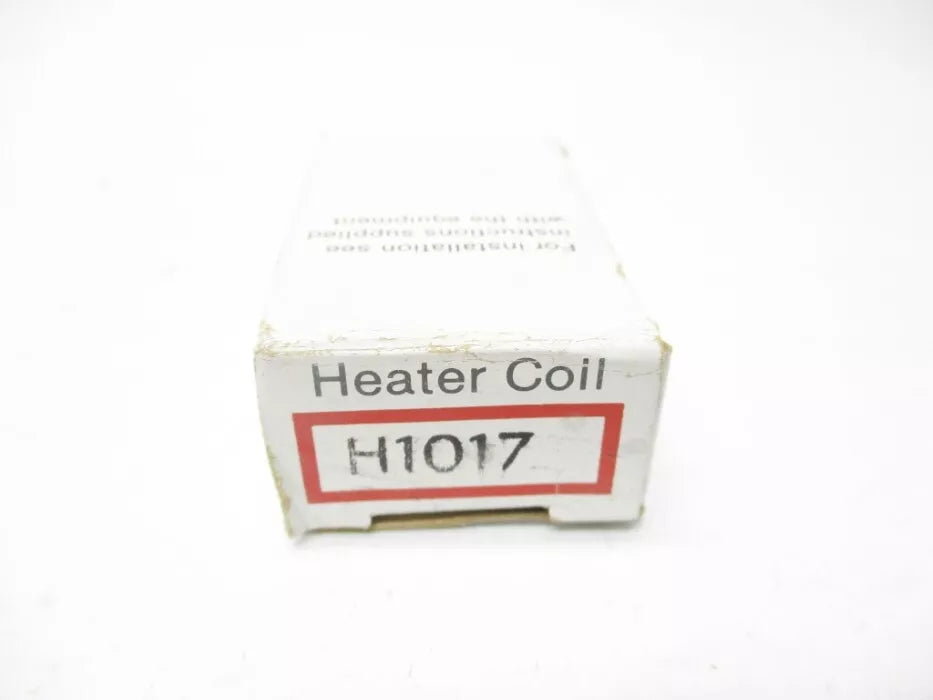 For installation see
instructions supplied
with the equipment
Heater Coil
H1017